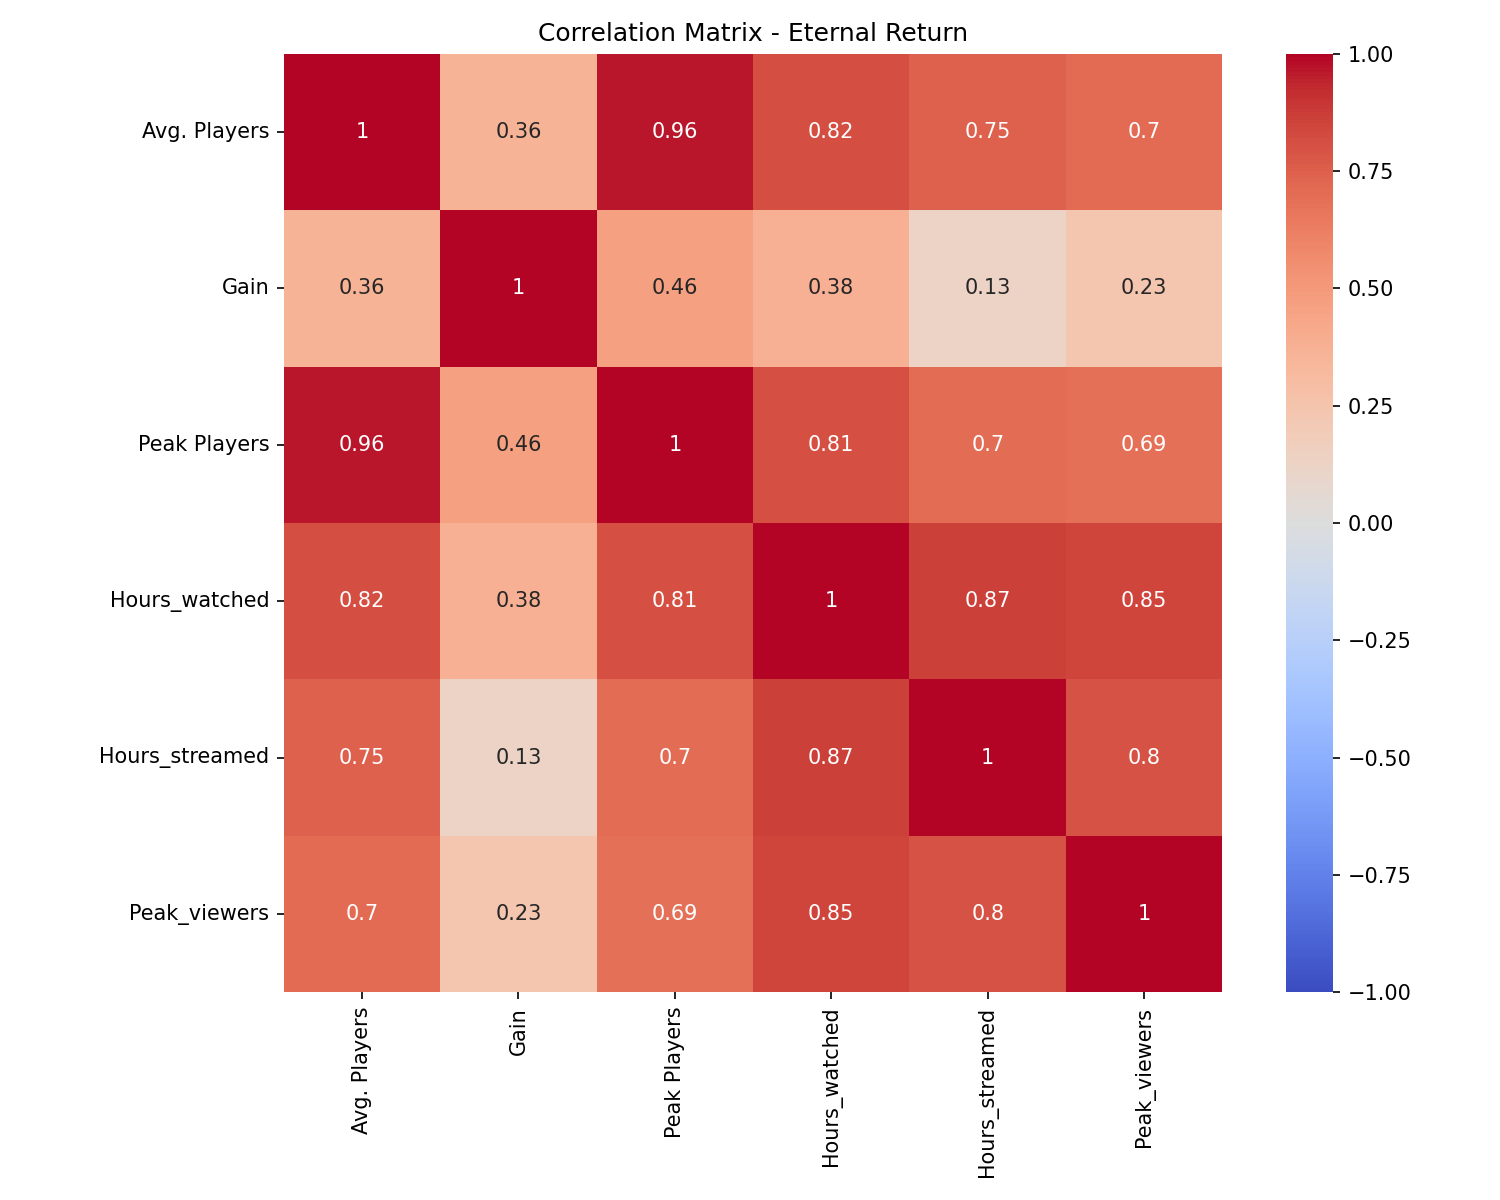 Correlation Matrix - Eternal Return
Avg. Players 1 0.36 0.96 0.82 0.75 0.7
Gain 0.36 1 0.46 0.38 0.13 0.23
Peak Players 0.96 0.46 1 0.81 0.7 0.69
Hours_watched 0.82 0.38 0.81 1 0.87 0.85
Hours_streamed 0.75 0.13 0.7 0.87 1 0.8
Peak_viewers 0.7 0.23 0.69 0.85 0.8 1
Avg. Players
Gain
Peak Players
Hours_watched
Hours_streamed
Peak_viewers
1.00
0.75
0.50
0.25
0.00
−0.25
−0.50
−0.75
−1.00